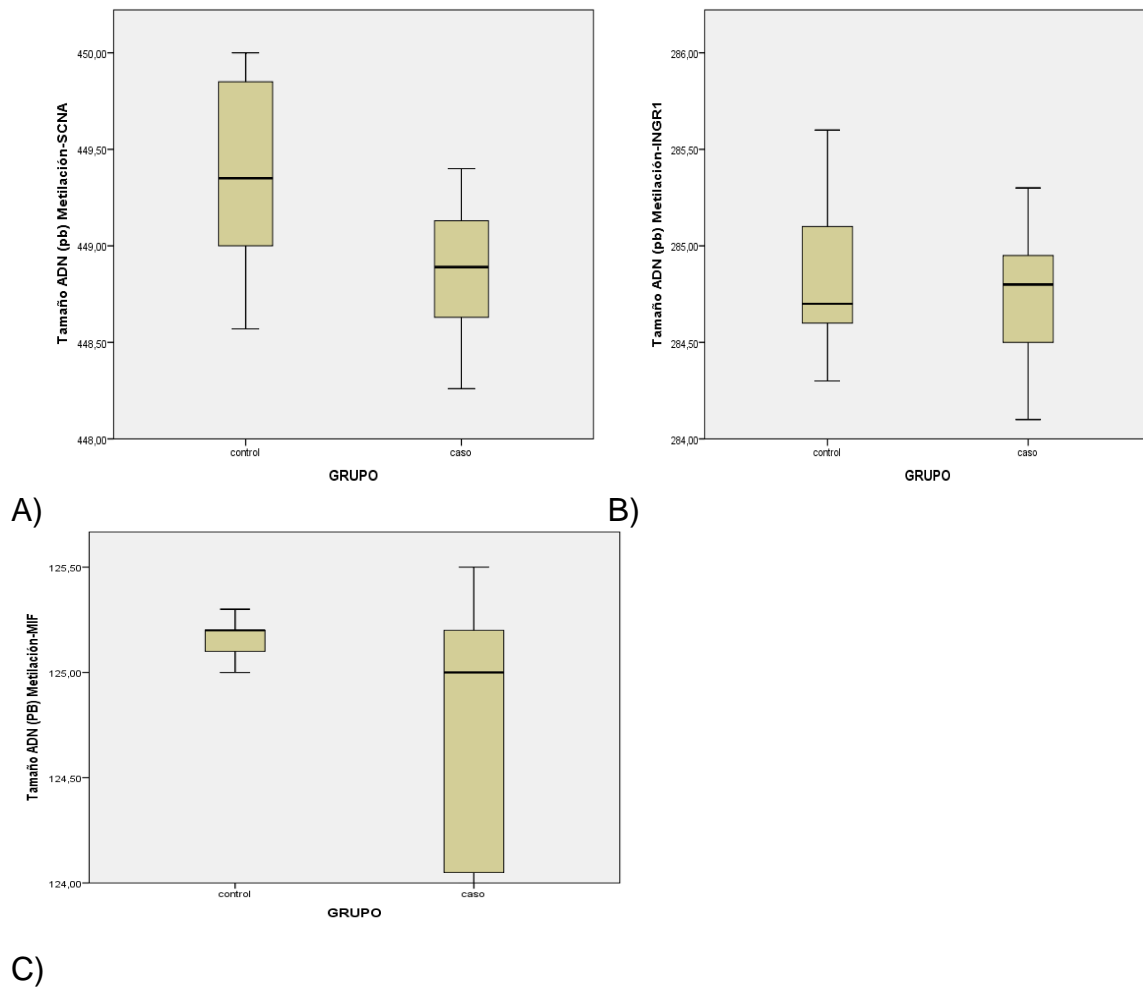 Tamaño ADN (pb) Metilación-SCNA
450,00
449,50
449,00
448,50
448,00
control
caso
GRUPO
A)
Tamaño ADN (pb) Metilación-INGR1
286,00
285,50
285,00
284,50
284,00
control
caso
GRUPO
B)
Tamaño ADN (PB) Metilación-MIF
125,50
125,00
124,50
124,00
control
caso
GRUPO
C)